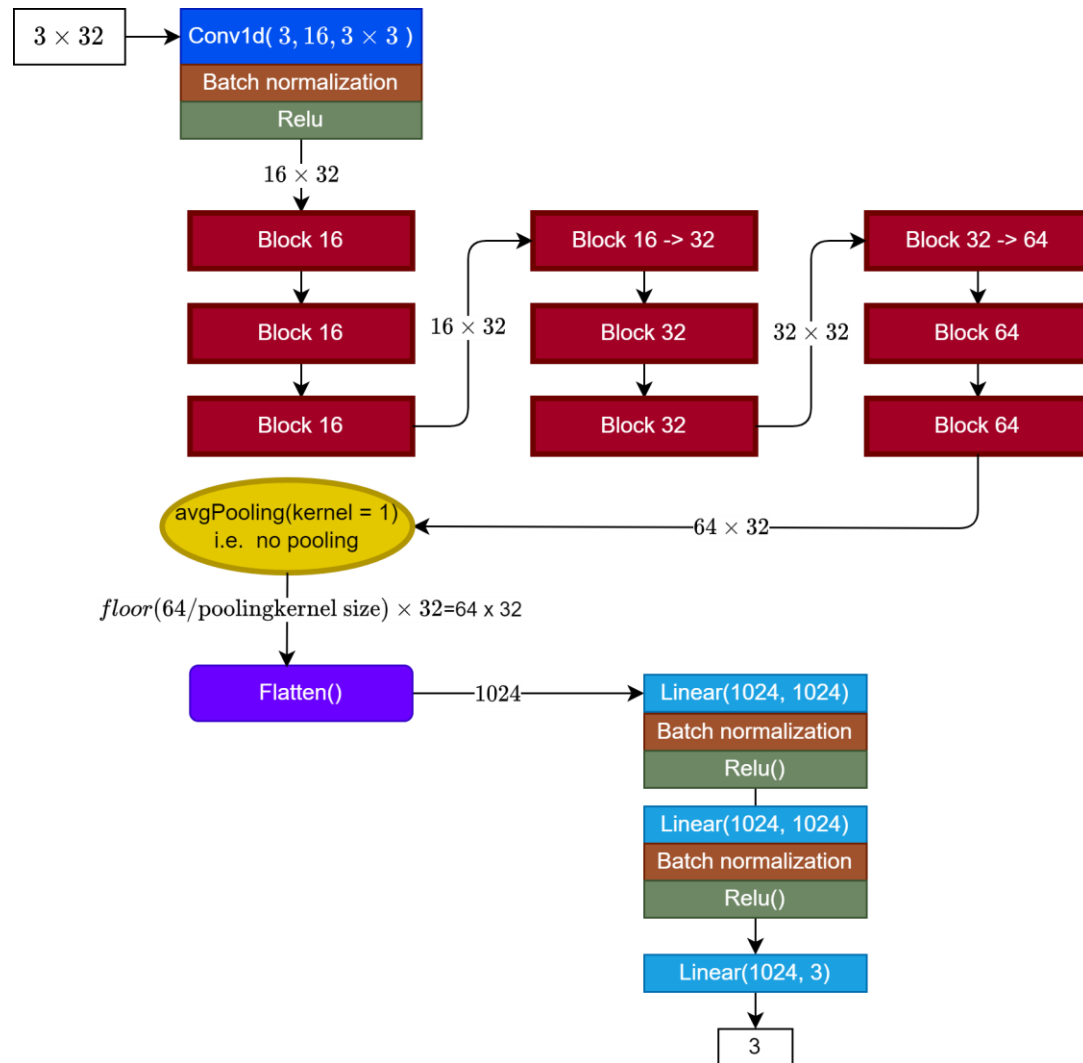 3 × 32
Conv1d( 3, 16, 3 × 3 )
Batch normalization
Relu
16 × 32
Block 16
Block 16
Block 16
16 × 32
Block 16 -> 32
Block 32
Block 32
32 × 32
Block 32 -> 64
Block 64
Block 64
64 × 32
avgPooling(kernel = 1)
i.e. no pooling
floor(64/poolingkernel size) × 32=64 x 32
Flatten()
1024
Linear(1024, 1024)
Batch normalization
Relu()
Linear(1024, 1024)
Batch normalization
Relu()
Linear(1024, 3)
3